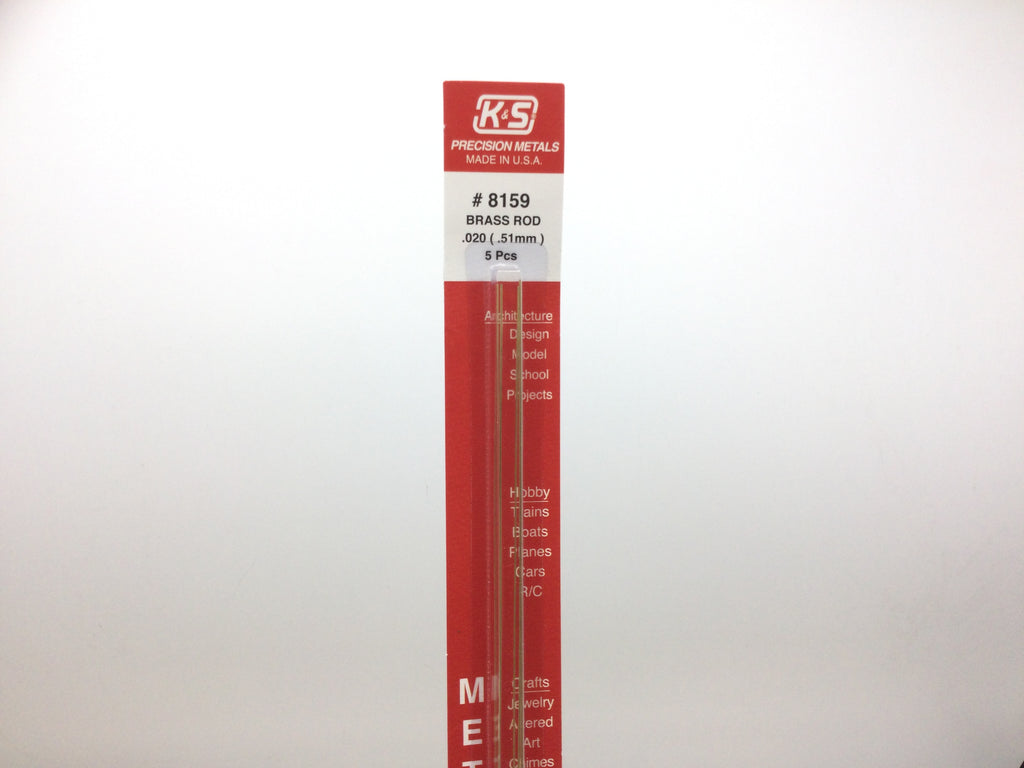 K&S®
PRECISION METALS
MADE IN U.S.A.
# 8159
BRASS ROD
.020 ( .51mm )
5 Pcs
Architecture
Design
Model
School
Projects
Hobby
Trains
Boats
Planes
Cars
R/C
Crafts
Jewelry
Altered
Art
Chimes
M
E
T